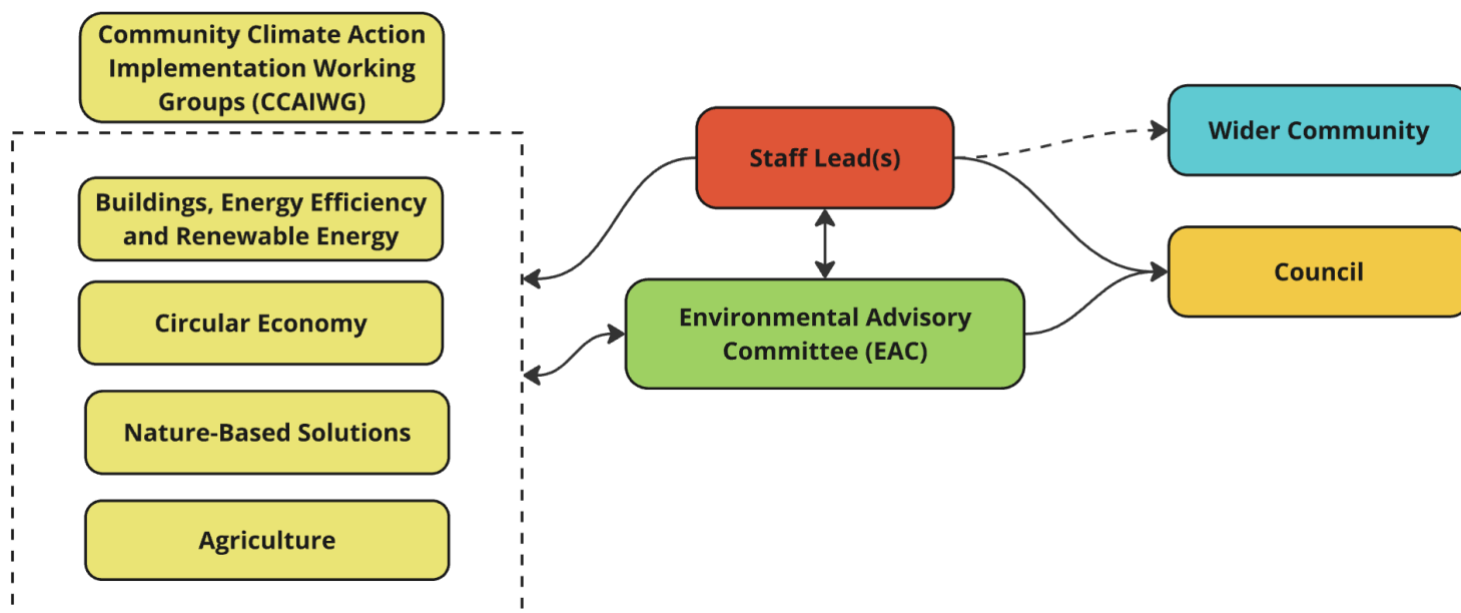 Community Climate Action
Implementation Working
Groups (CCAIWG)
Buildings, Energy Efficiency
and Renewable Energy
Circular Economy
Nature-Based Solutions
Agriculture
Staff Lead(s)
Environmental Advisory
Committee (EAC)
Wider Community
Council